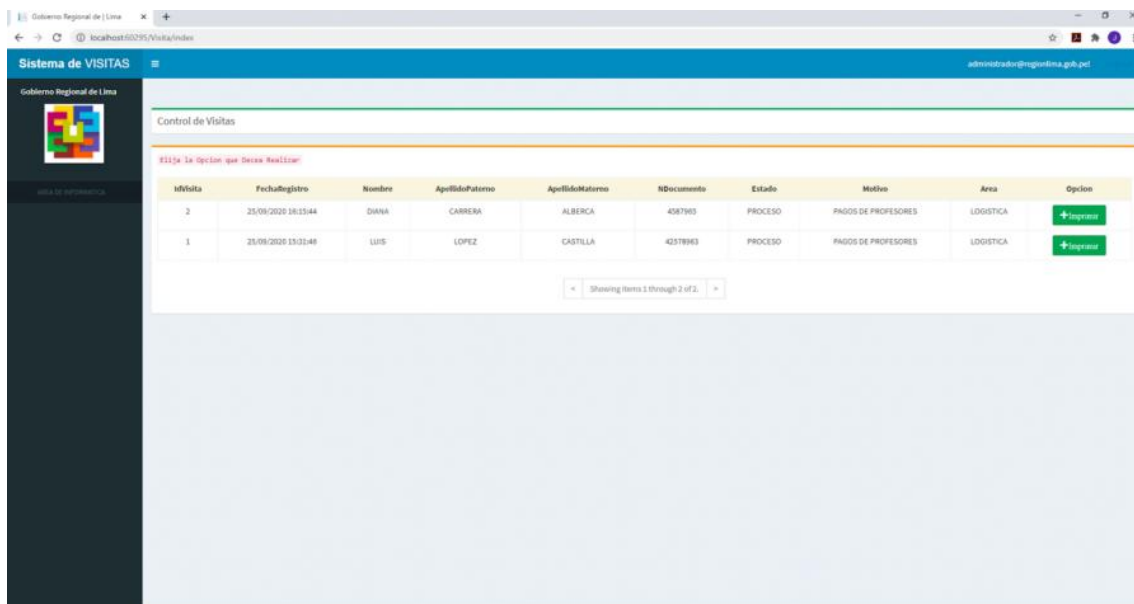 Gobierno Regional de | Lima
localhost:60295/Visita/index
Sistema de VISITAS
administrador@regionlima.gob.pe!
Gobierno Regional de Lima
AREA DE INFORMATICA
Control de Visitas
Elija la Opcion que Desea Realizar
IdVisita FechaRegistro Nombre ApellidoPaterno ApellidoMaterno NDocumento Estado Motivo Area Opcion
2 25/09/2020 16:15:44 DIANA CARRERA ALBERCA 4587965 PROCESO PAGOS DE PROFESORES LOGISTICA Imprimir
1 25/09/2020 15:31:46 LUIS LOPEZ CASTILLA 42578963 PROCESO PAGOS DE PROFESORES LOGISTICA Imprimir
< Showing items 1 through 2 of 2. >